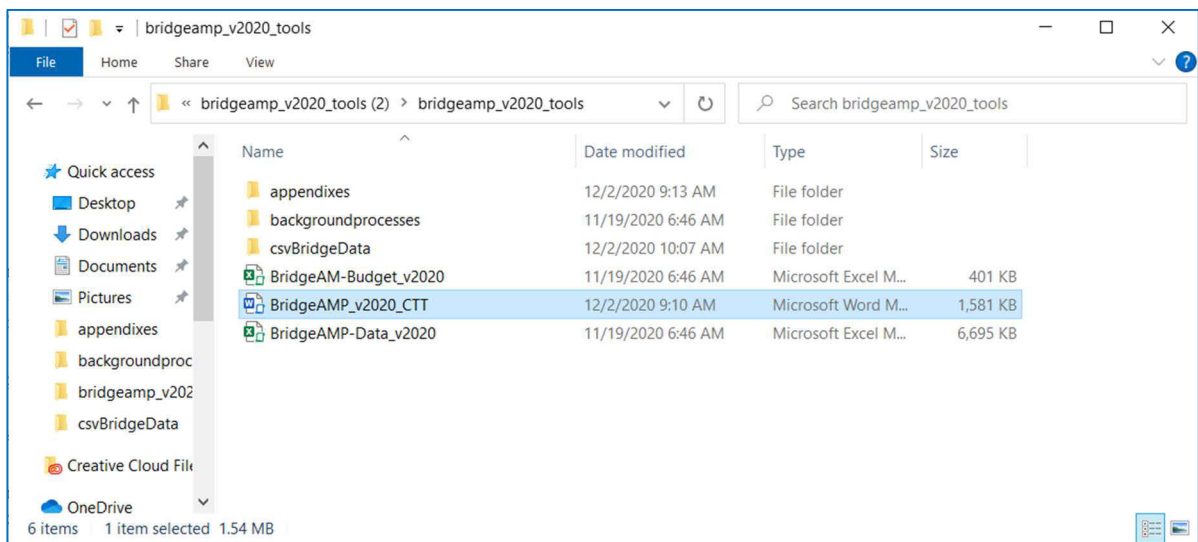 bridgeamp_v2020_tools
File Home Share View
« bridgeamp_v2020_tools (2) > bridgeamp_v2020_tools Search bridgeamp_v2020_tools
Name Date modified Type Size
Quick access
Desktop
Downloads
Documents
Pictures
appendixes
backgroundproc
bridgeamp_v202
csvBridgeData
Creative Cloud File
OneDrive
appendixes 12/2/2020 9:13 AM File folder
backgroundprocesses 11/19/2020 6:46 AM File folder
csvBridgeData 12/2/2020 10:07 AM File folder
BridgeAM-Budget_v2020 11/19/2020 6:46 AM Microsoft Excel M... 401 KB
BridgeAMP_v2020_CTT 12/2/2020 9:10 AM Microsoft Word M... 1,581 KB
BridgeAMP-Data_v2020 11/19/2020 6:46 AM Microsoft Excel M... 6,695 KB
6 items 1 item selected 1.54 MB